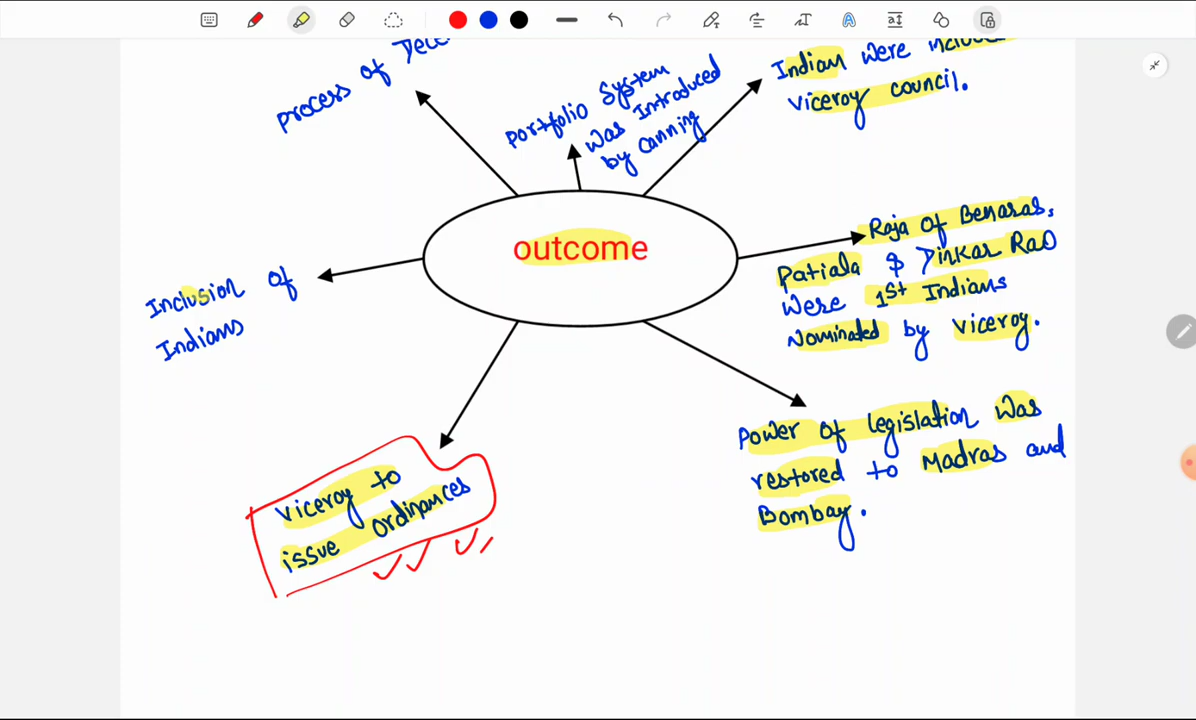 process of Dece
Portfolio System
was Introduced
by canning
Indian were
viceroy council.
outcome
Raja of Benaras,
Patiala & Dinkar Rao
were 1st Indians
Nominated by viceroy.
Inclusion of
Indians
Power of legislation was
restored to Madras and
Bombay.
viceroy to
issue ordinances